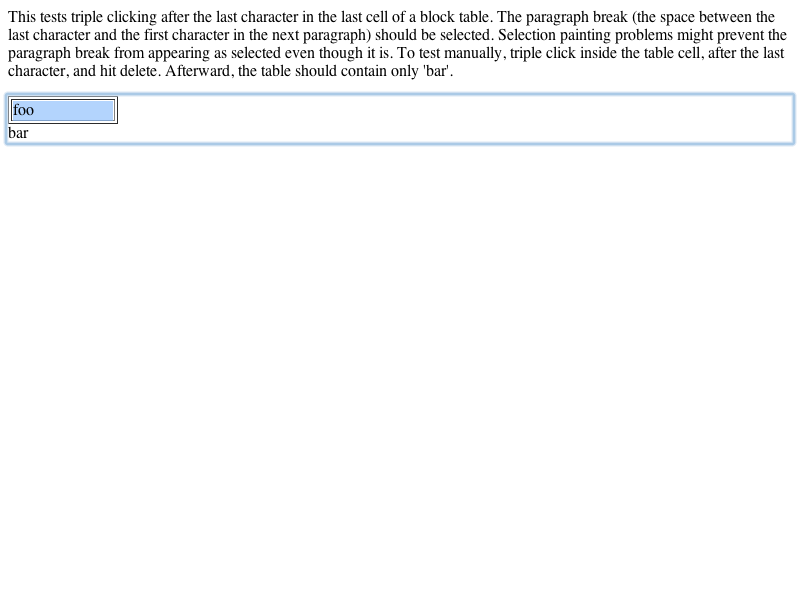 This tests triple clicking after the last character in the last cell of a block table. The paragraph break (the space between the
last character and the first character in the next paragraph) should be selected. Selection painting problems might prevent the
paragraph break from appearing as selected even though it is. To test manually, triple click inside the table cell, after the last
character, and hit delete. Afterward, the table should contain only 'bar'.
foo
bar